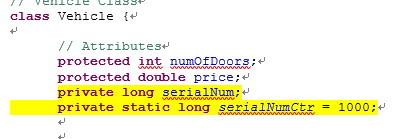 // Vehicle Class
class Vehicle {
// Attributes
protected int numOfDoors;
protected double price;
private long serialNum;
private static long serialNumCtr = 1000;